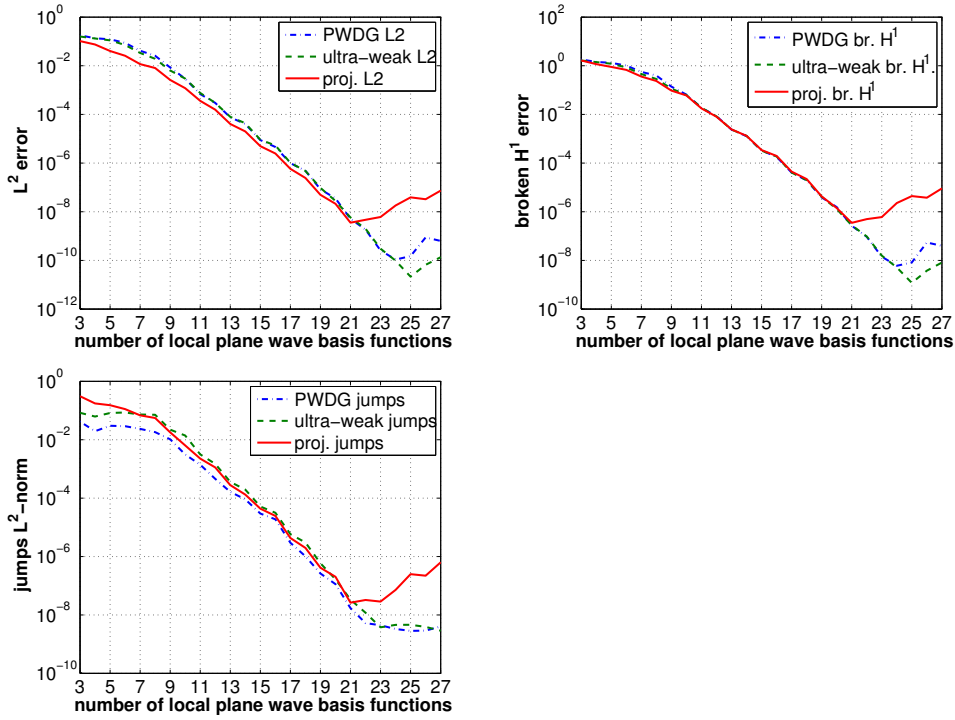 10^0
10^-2
10^-4
10^-6
10^-8
10^-10
10^-12
L^2 error
PWDG L2
ultra-weak L2
proj. L2
3 5 7 9 11 13 15 17 19 21 23 25 27
number of local plane wave basis functions
10^2
10^0
10^-2
10^-4
10^-6
10^-8
10^-10
broken H^1 error
PWDG br. H^1
ultra-weak br. H^1.
proj. br. H^1
3 5 7 9 11 13 15 17 19 21 23 25 27
number of local plane wave basis functions
10^0
10^-2
10^-4
10^-6
10^-8
10^-10
jumps L^2-norm
PWDG jumps
ultra-weak jumps
proj. jumps
3 5 7 9 11 13 15 17 19 21 23 25 27
number of local plane wave basis functions